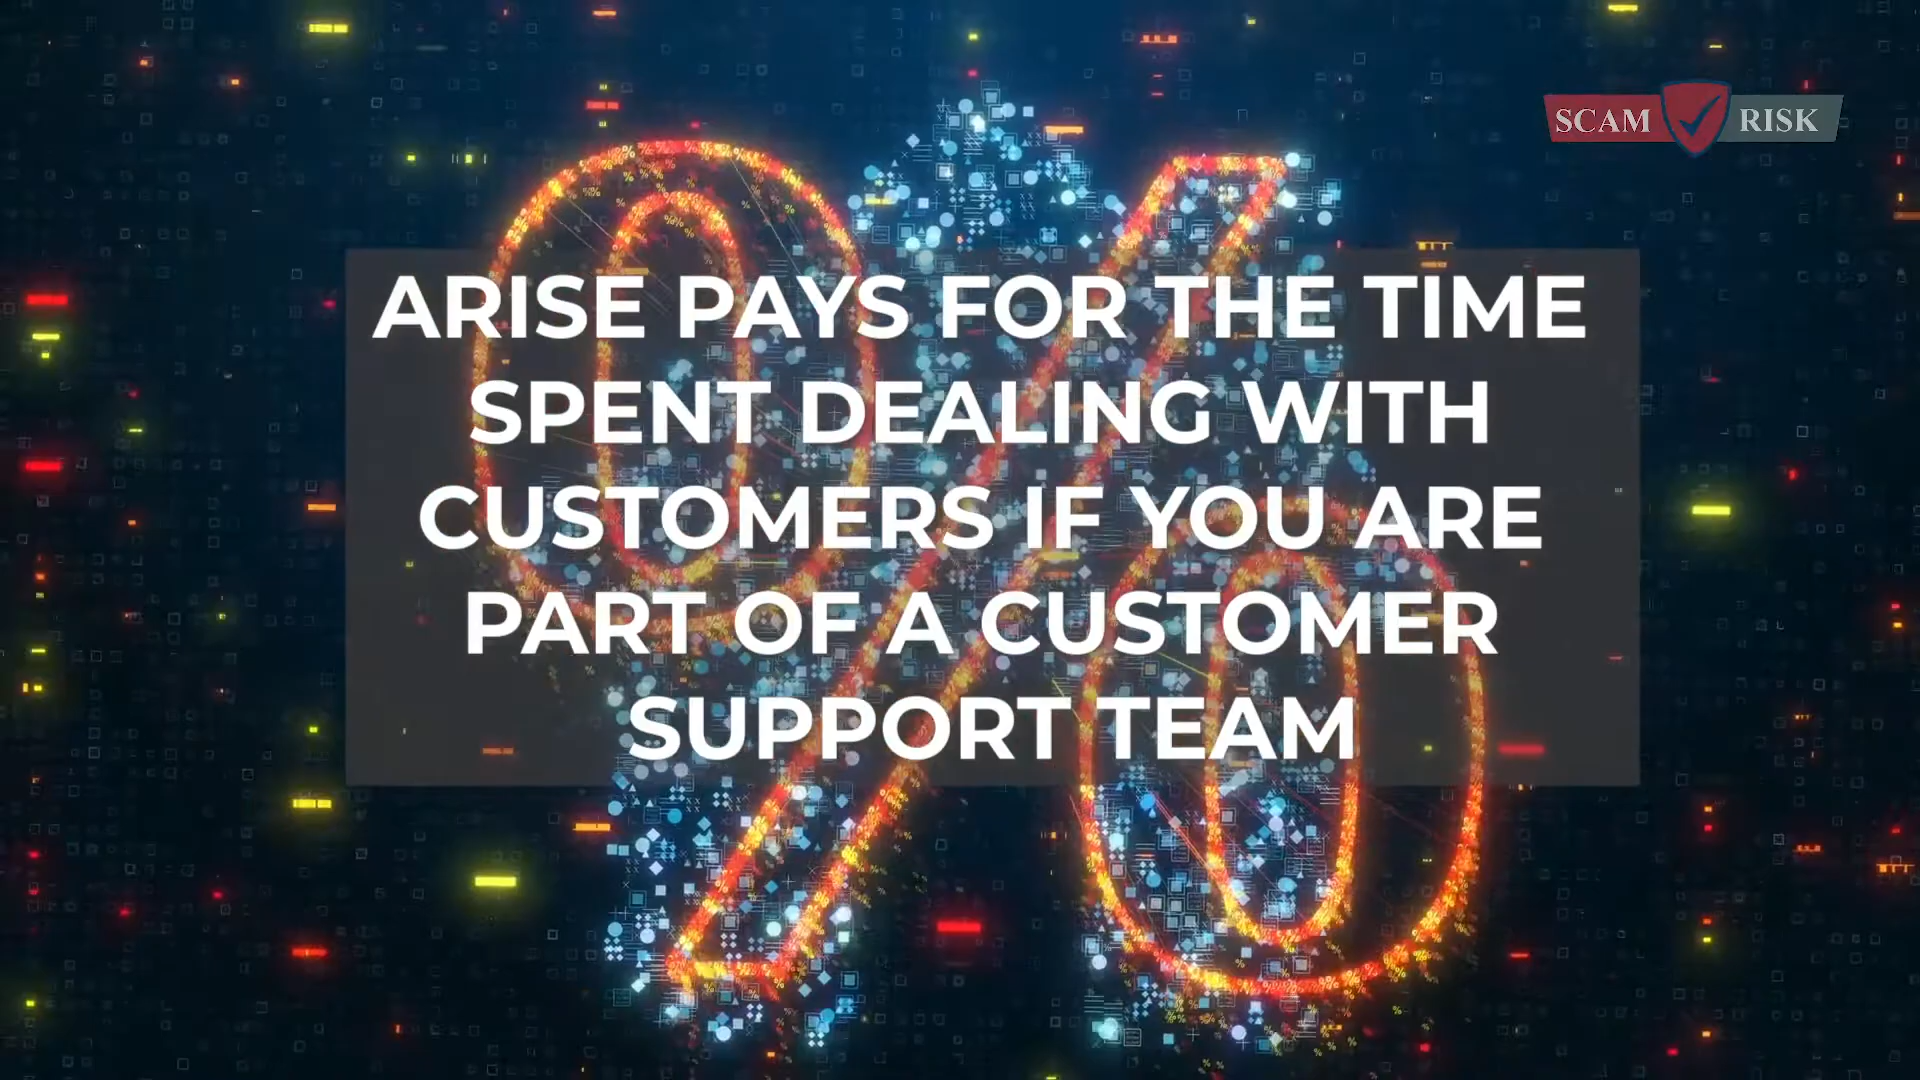 SCAM RISK
ARISE PAYS FOR THE TIME
SPENT DEALING WITH
CUSTOMERS IF YOU ARE
PART OF A CUSTOMER
SUPPORT TEAM